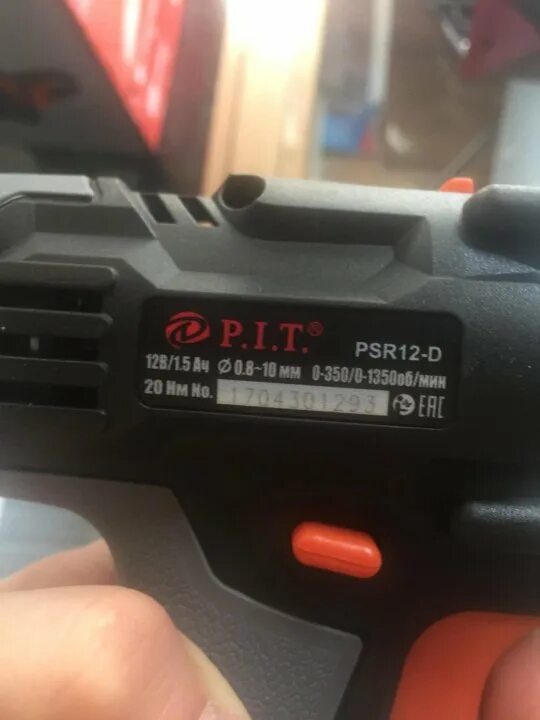 P.I.T.® PSR12-D
12В/1.5 Ач Ø 0.8~10 мм 0-350/0-1350об/мин
20 Нм No. 1704301293 EAC